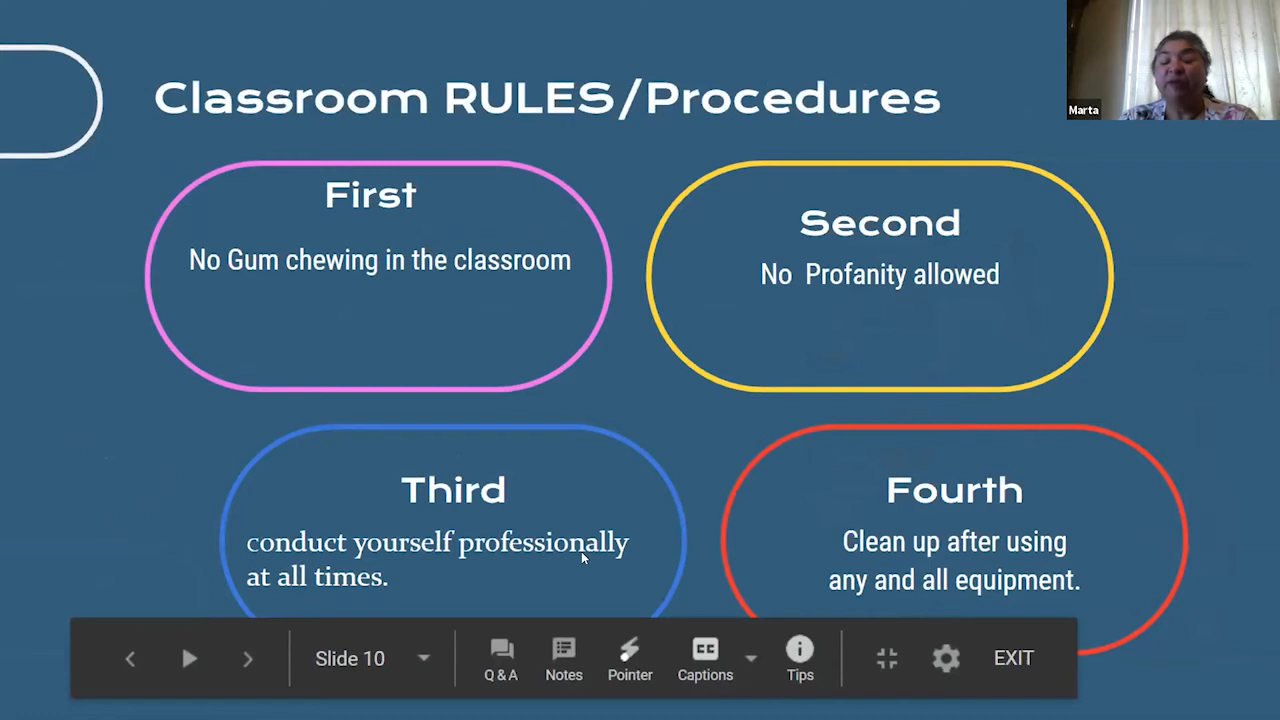 Classroom RULES/Procedures
Marta
First
No Gum chewing in the classroom
Second
No Profanity allowed
Third
conduct yourself professionally
at all times.
Fourth
Clean up after using
any and all equipment.
Slide 10
Q & A
Notes
Pointer
CC
Captions
Tips
EXIT